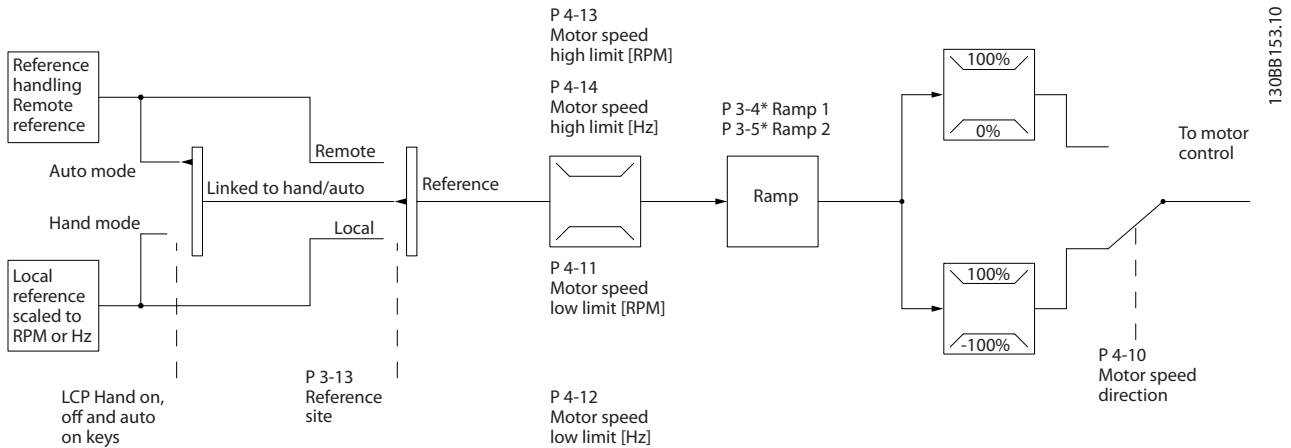 Reference
handling
Remote
reference
Auto mode
Hand mode
Local
reference
scaled to
RPM or Hz
LCP Hand on,
off and auto
on keys
Linked to hand/auto
Remote
Local
P 3-13
Reference
site
Reference
P 4-13
Motor speed
high limit [RPM]
P 4-14
Motor speed
high limit [Hz]
P 4-11
Motor speed
low limit [RPM]
P 4-12
Motor speed
low limit [Hz]
P 3-4* Ramp 1
P 3-5* Ramp 2
Ramp
100%
0%
100%
-100%
To motor
control
P 4-10
Motor speed
direction
130BB153.10